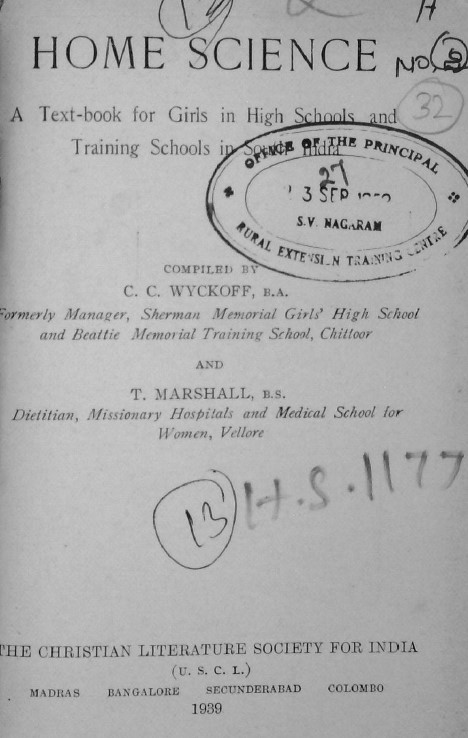 H
HOME SCIENCE
NO. 2
32
A Text-book for Girls in High Schools and
Training Schools in South India
OFFICE OF THE PRINCIPAL
27
3 SEP
S.V. NAGARAM
RURAL EXTENSION TRAINING CENTRE
COMPILED BY
C. C. WYCKOFF, B.A.
Formerly Manager, Sherman Memorial Girls' High School
and Beattie Memorial Training School, Chittoor
AND
T. MARSHALL, B.S.
Dietitian, Missionary Hospitals and Medical School for
Women, Vellore
13 H.S. 1177
THE CHRISTIAN LITERATURE SOCIETY FOR INDIA
(U. S. C. L.)
MADRAS BANGALORE SECUNDERABAD COLOMBO
1939